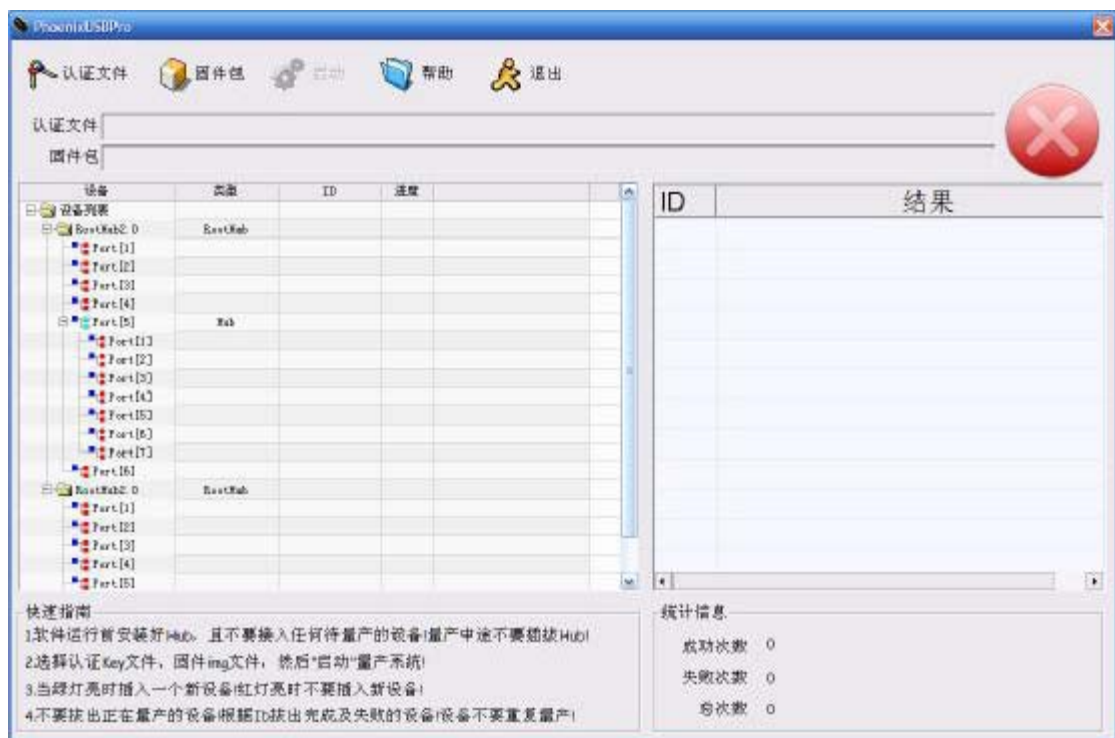 PhoenixUSBPro
认证文件 固件包 启动 帮助 退出
认证文件
固件包
设备 类型 ID 进度
ID 结果
设备列表
RootHub2.0 RootHub
Port[1]
Port[2]
Port[3]
Port[4]
Port[5] Hub
Port[1]
Port[2]
Port[3]
Port[4]
Port[5]
Port[6]
Port[7]
Port[6]
RootHub2.0 RootHub
Port[1]
Port[2]
Port[3]
Port[4]
Port[5]
快速指南
1.软件运行前安装好Hub，且不要接入任何待量产的设备!量产中途不要插拔Hub!
2.选择认证Key文件，固件img文件，然后"启动"量产系统!
3.当绿灯亮时插入一个新设备!红灯亮时不要插入新设备!
4.不要拔出正在量产的设备!根据ID拔出完成及失败的设备!设备不要重复量产!
统计信息
成功次数 0
失败次数 0
总次数 0